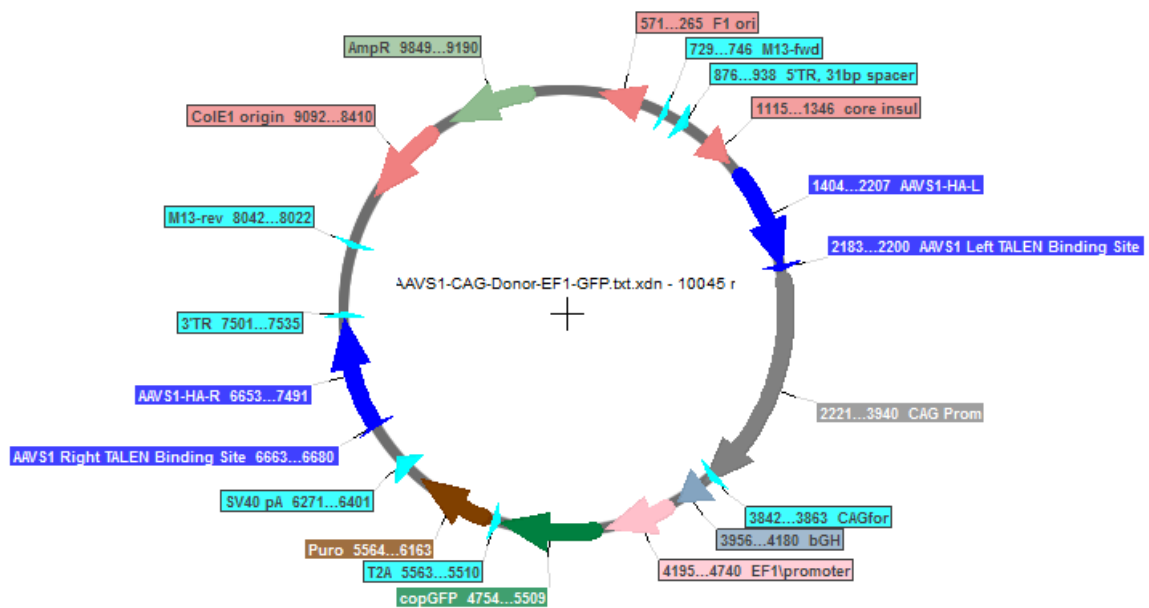 571...265 F1 ori
AmpR 9849...9190
729...746 M13-fwd
876...938 5'TR, 31bp spacer
ColE1 origin 9092...8410
1115...1346 core insul
1404...2207 AAVS1-HA-L
M13-rev 8042...8022
2183...2200 AAVS1 Left TALEN Binding Site
AAVS1-CAG-Donor-EF1-GFP.txt.xdn - 10045 r
3'TR 7501...7535
AAVS1-HA-R 6653...7491
2221...3940 CAG Prom
AAVS1 Right TALEN Binding Site 6663...6680
SV40 pA 6271...6401
3842...3863 CAGfor
3956...4180 bGH
Puro 5564...6163
T2A 5563...5510
4195...4740 EF1\promoter
copGFP 4754...5509